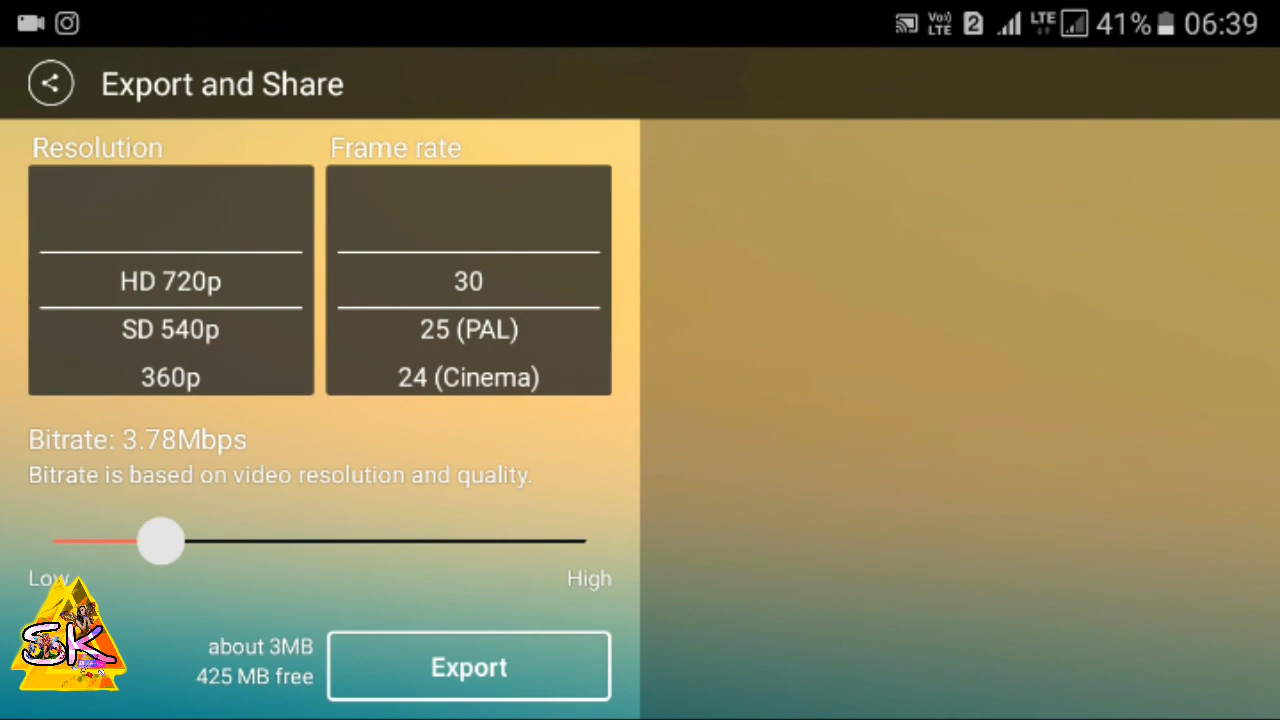 Vo)) LTE 2 LTE 41% 06:39
Export and Share
Resolution
HD 720p
SD 540p
360p
Frame rate
30
25 (PAL)
24 (Cinema)
Bitrate: 3.78Mbps
Bitrate is based on video resolution and quality.
Low
High
SK
about 3MB
425 MB free
Export